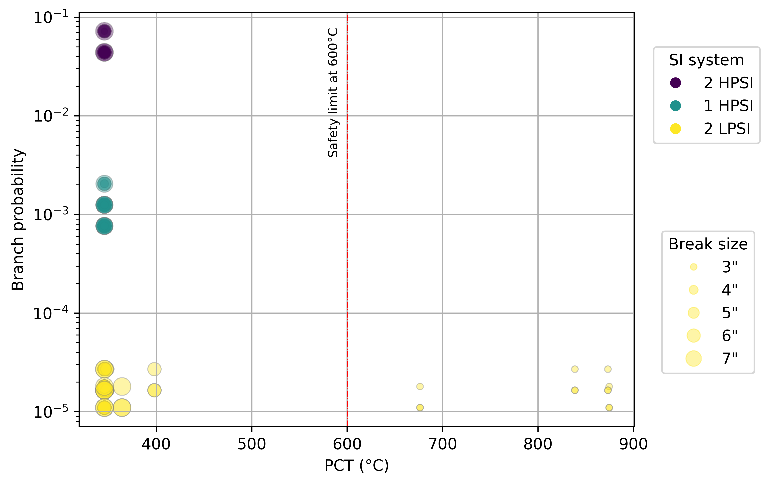 10⁻¹
10⁻²
10⁻³
10⁻⁴
10⁻⁵
Branch probability
Safety limit at 600°C
400
500
600
700
800
900
PCT (°C)
SI system
2 HPSI
1 HPSI
2 LPSI
Break size
3"
4"
5"
6"
7"